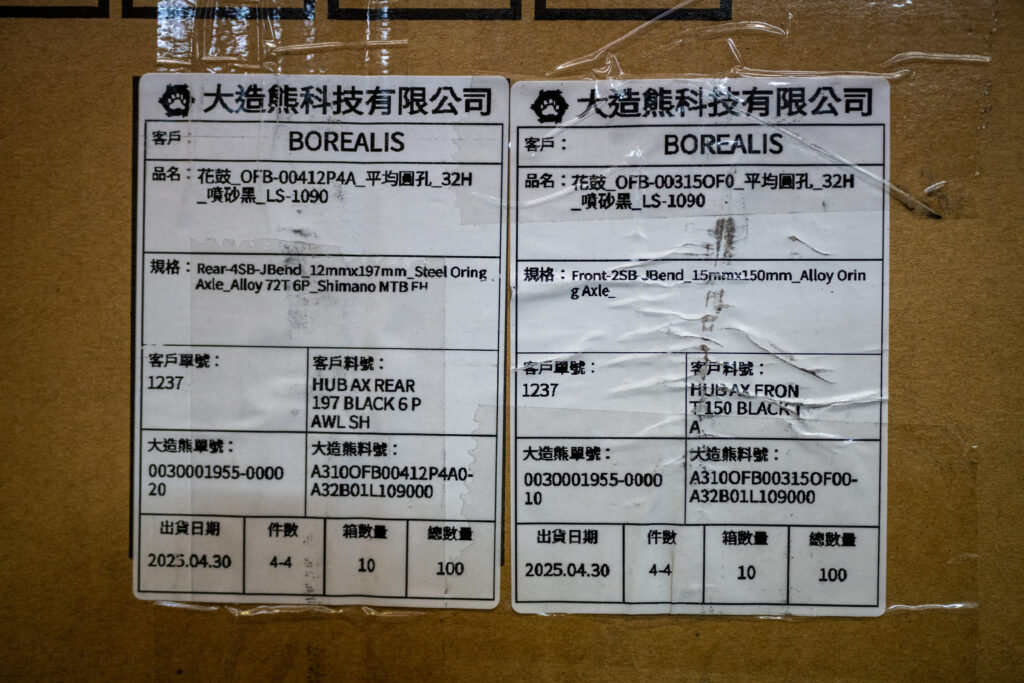 大造熊科技有限公司
客戶： BOREALIS
品名：花鼓_OFB-00412P4A_平均圓孔_32H
_噴砂黑_LS-1090
規格：Rear-4SB-JBend_12mmx197mm_Steel Oring
Axle_Alloy 72T 6P_Shimano MTB FH
客戶單號：
1237
客戶料號：
HUB AX REAR
197 BLACK 6 P
AWL SH
大造熊單號：
0030001955-0000
20
大造熊料號：
A310OFB00412P4A0-
A32B01L109000
出貨日期 件數 箱數量 總數量
2025.04.30 4-4 10 100
大造熊科技有限公司
客戶： BOREALIS
品名：花鼓_OFB-00315OF0_平均圓孔_32H
_噴砂黑_LS-1090
規格：Front-2SB-JBend_15mmx150mm_Alloy Orin
g Axle_
客戶單號：
1237
客戶料號：
HUB AX FRON
T 150 BLACK T
A
大造熊單號：
0030001955-0000
10
大造熊料號：
A310OFB00315OF00-
A32B01L109000
出貨日期 件數 箱數量 總數量
2025.04.30 4-4 10 100